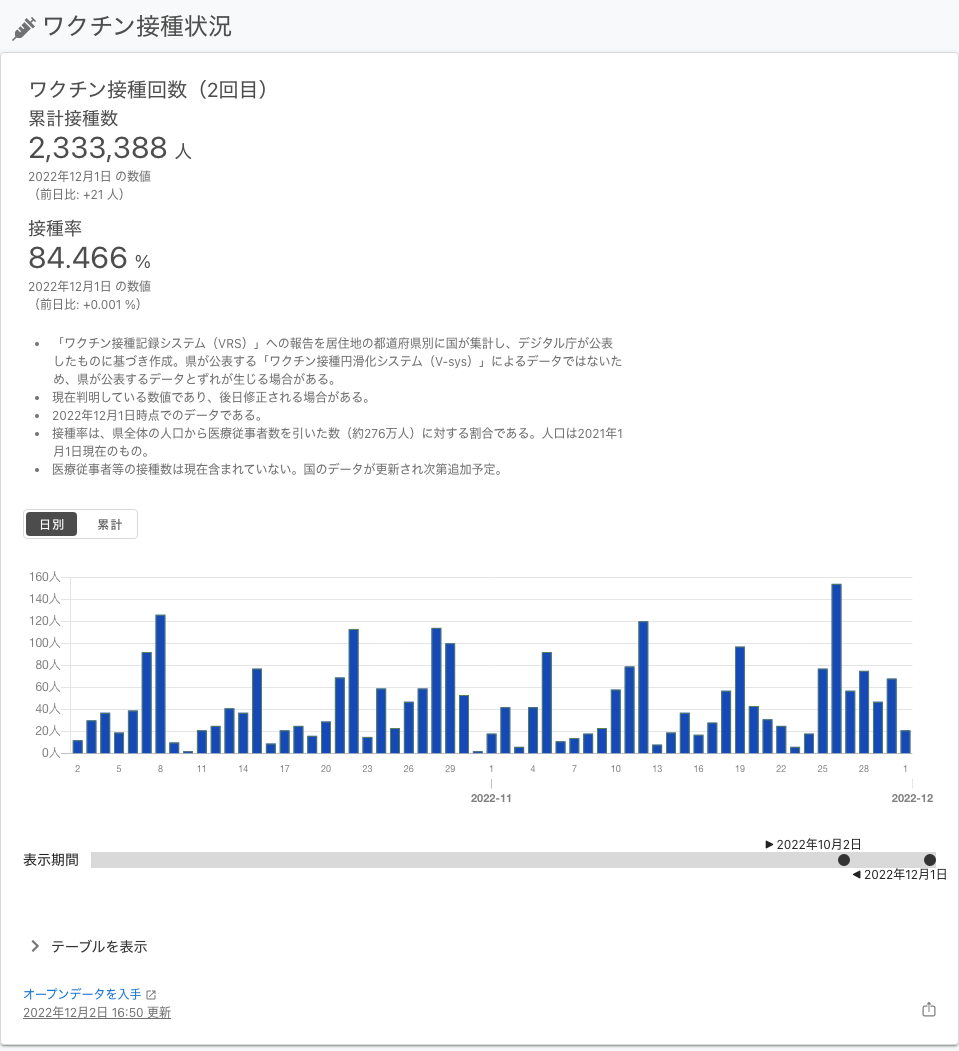 ワクチン接種状況
ワクチン接種回数（2回目）
累計接種数
2,333,388 人
2022年12月1日 の数値
（前日比: +21 人）
接種率
84.466 %
2022年12月1日 の数値
（前日比: +0.001 %）
• 「ワクチン接種記録システム（VRS）」への報告を居住地の都道府県別に国が集計し、デジタル庁が公表
したものに基づき作成。県が公表する「ワクチン接種円滑化システム（V-sys）」によるデータではないた
め、県が公表するデータとずれが生じる場合がある。
• 現在判明している数値であり、後日修正される場合がある。
• 2022年12月1日時点でのデータである。
• 接種率は、県全体の人口から医療従事者数を引いた数（約276万人）に対する割合である。人口は2021年1
月1日現在のもの。
• 医療従事者等の接種数は現在含まれていない。国のデータが更新され次第追加予定。
日別 累計
160人
140人
120人
100人
80人
60人
40人
20人
0人
2 5 8 11 14 17 20 23 26 29 1 4 7 10 13 16 19 22 25 28 1
2022-11 2022-12
2022年10月2日
表示期間
2022年12月1日
テーブルを表示
オープンデータを入手
2022年12月2日 16:50 更新